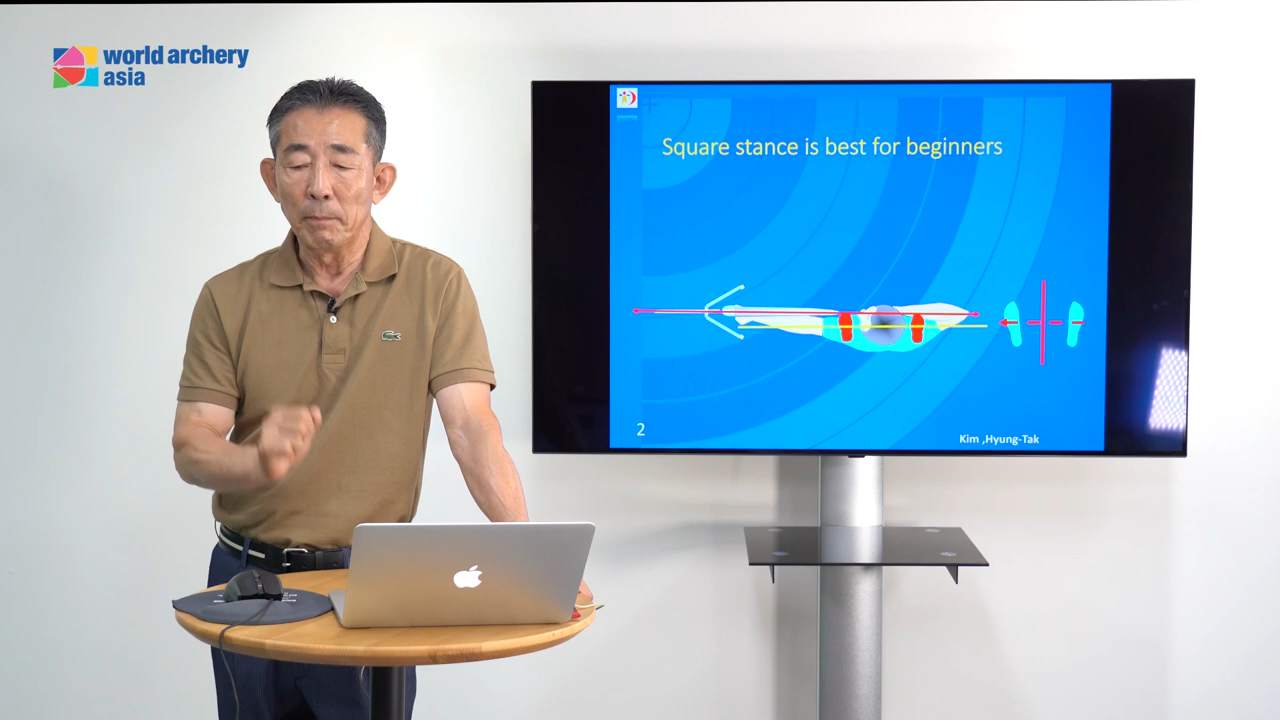 world archery
asia
Square stance is best for beginners
2
Kim ,Hyung-Tak